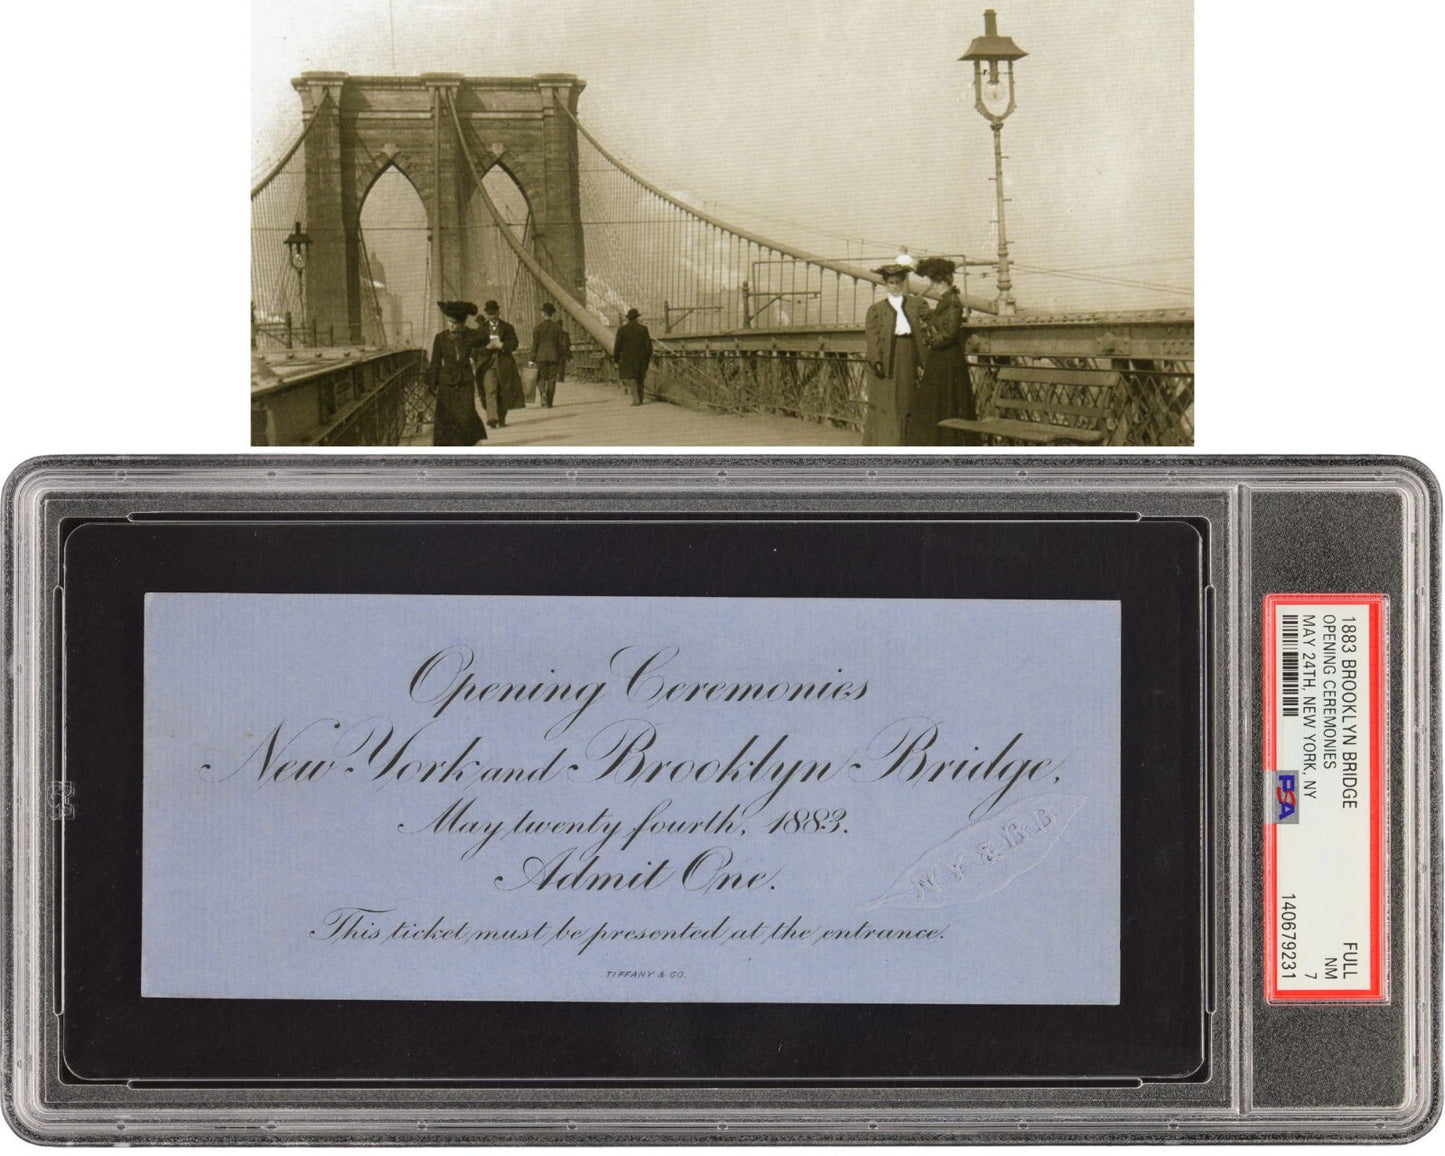 Opening Ceremonies
New York and Brooklyn Bridge,
May twenty fourth, 1883.
Admit One.
This ticket must be presented at the entrance.
TIFFANY & CO.
NY & BB
1883 BROOKLYN BRIDGE
OPENING CEREMONIES
MAY 24TH, NEW YORK, NY
FULL
NM
7
PSA
140679231